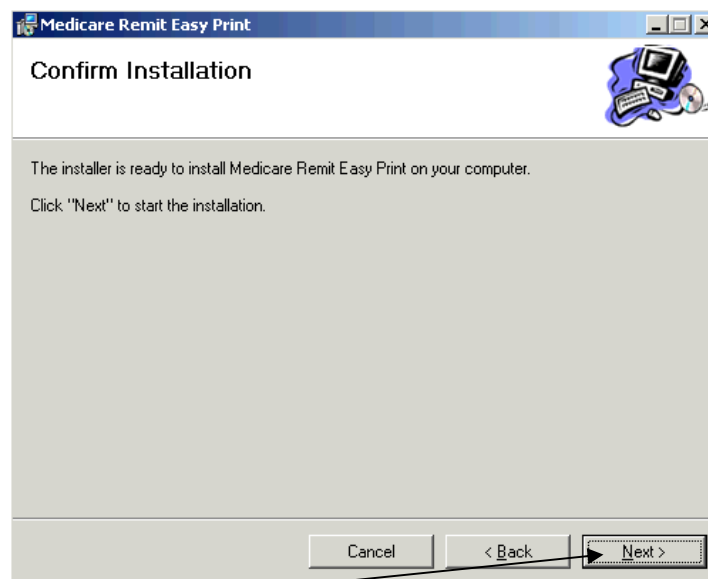 Medicare Remit Easy Print
Confirm Installation
The installer is ready to install Medicare Remit Easy Print on your computer.
Click "Next" to start the installation.
Cancel
< Back
Next >